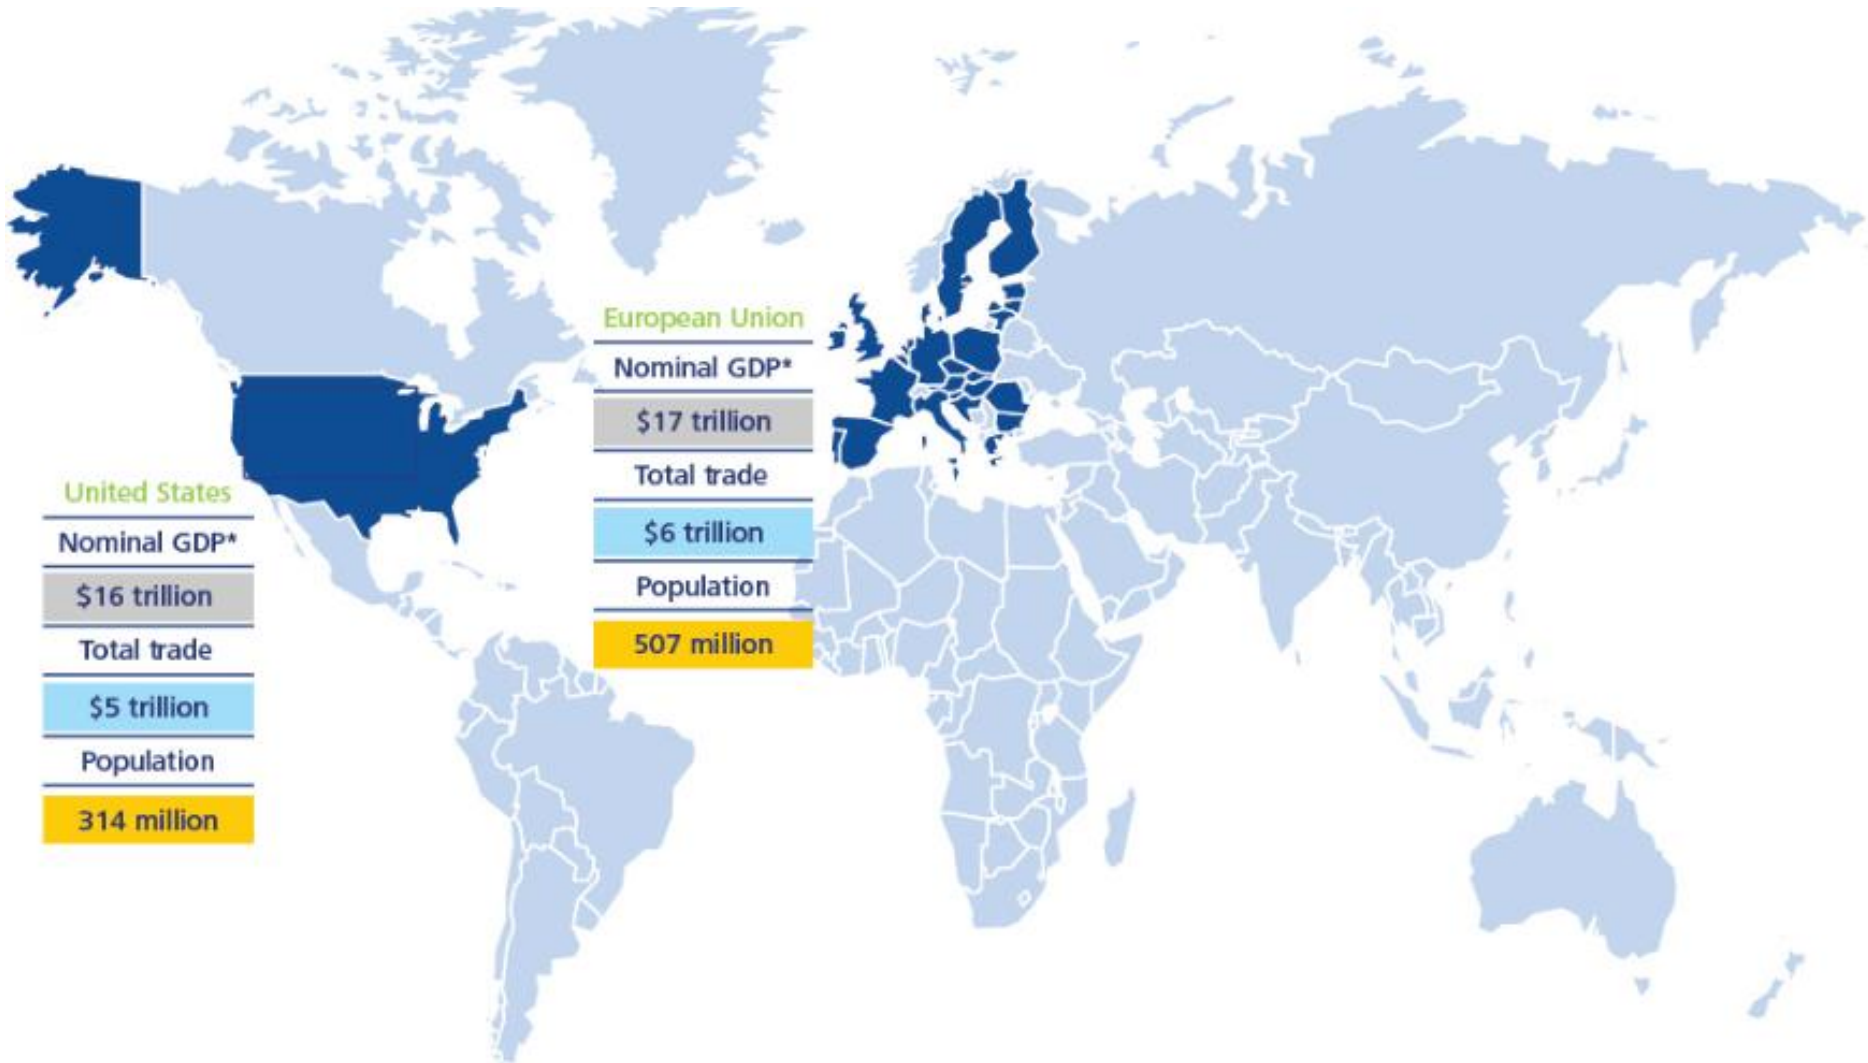 United States
Nominal GDP*
$16 trillion
Total trade
$5 trillion
Population
314 million
European Union
Nominal GDP*
$17 trillion
Total trade
$6 trillion
Population
507 million